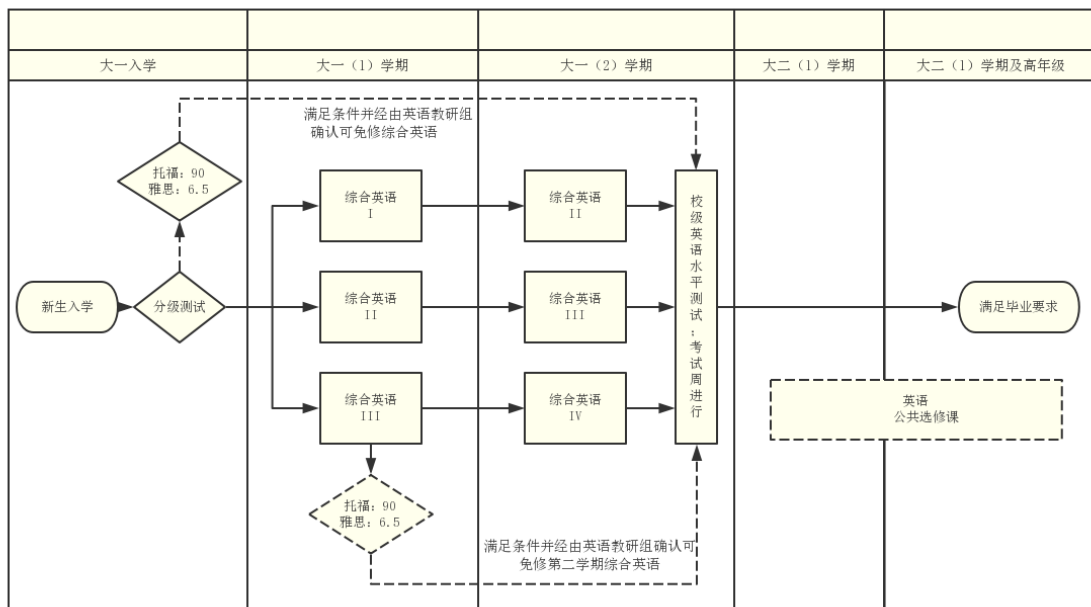 大一入学
大一（1）学期
大一（2）学期
大二（1）学期
大二（1）学期及高年级
满足条件并经由英语教研组
确认可免修综合英语
托福：90
雅思：6.5
综合英语
I
综合英语
II
校级英语水平测试；考试周进行
新生入学
分级测试
综合英语
II
综合英语
III
满足毕业要求
综合英语
III
综合英语
IV
英语
公共选修课
托福：90
雅思：6.5
满足条件并经由英语教研组确认可
免修第二学期综合英语